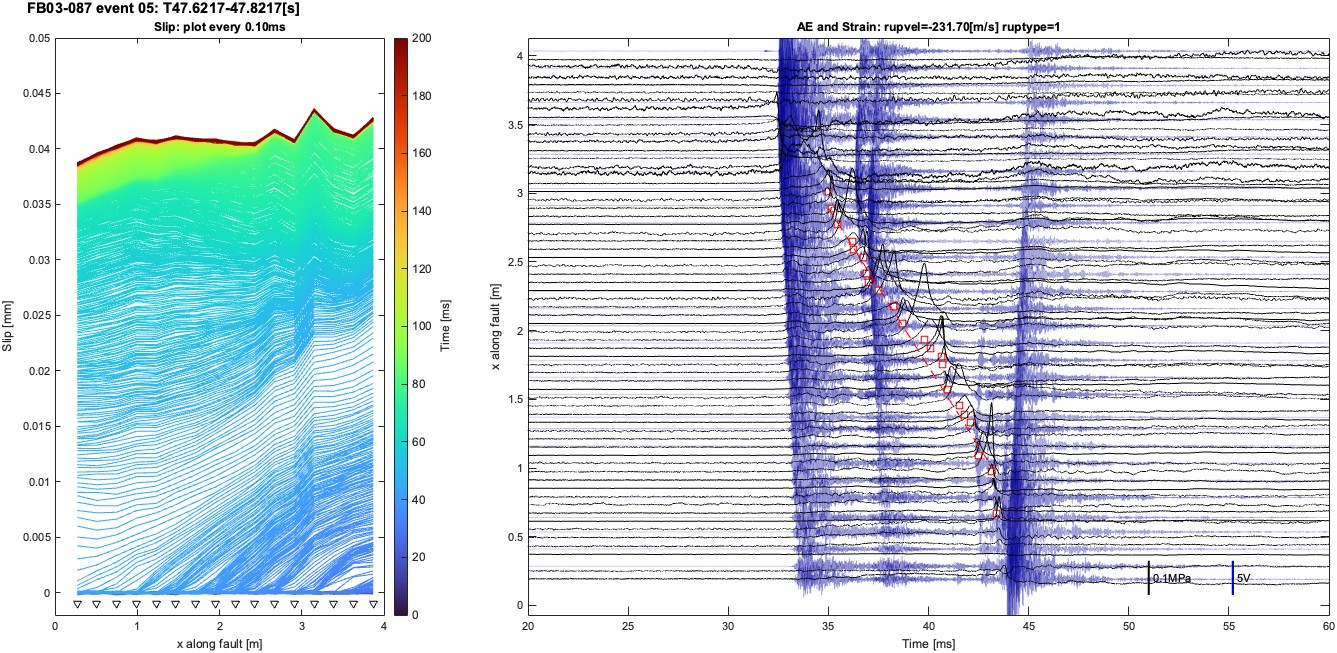 FB03-087 event 05: T47.6217-47.8217[s]
Slip: plot every 0.10ms
0.05
0.045
0.04
0.035
0.03
0.025
0.02
0.015
0.01
0.005
0
Slip [mm]
0 1 2 3 4
x along fault [m]
200
180
160
140
120
100
80
60
40
20
0
Time [ms]
AE and Strain: rupvel=-231.70[m/s] ruptype=1
4
3.5
3
2.5
2
1.5
1
0.5
0
x along fault [m]
0.1MPa
5V
20 25 30 35 40 45 50 55 60
Time [ms]